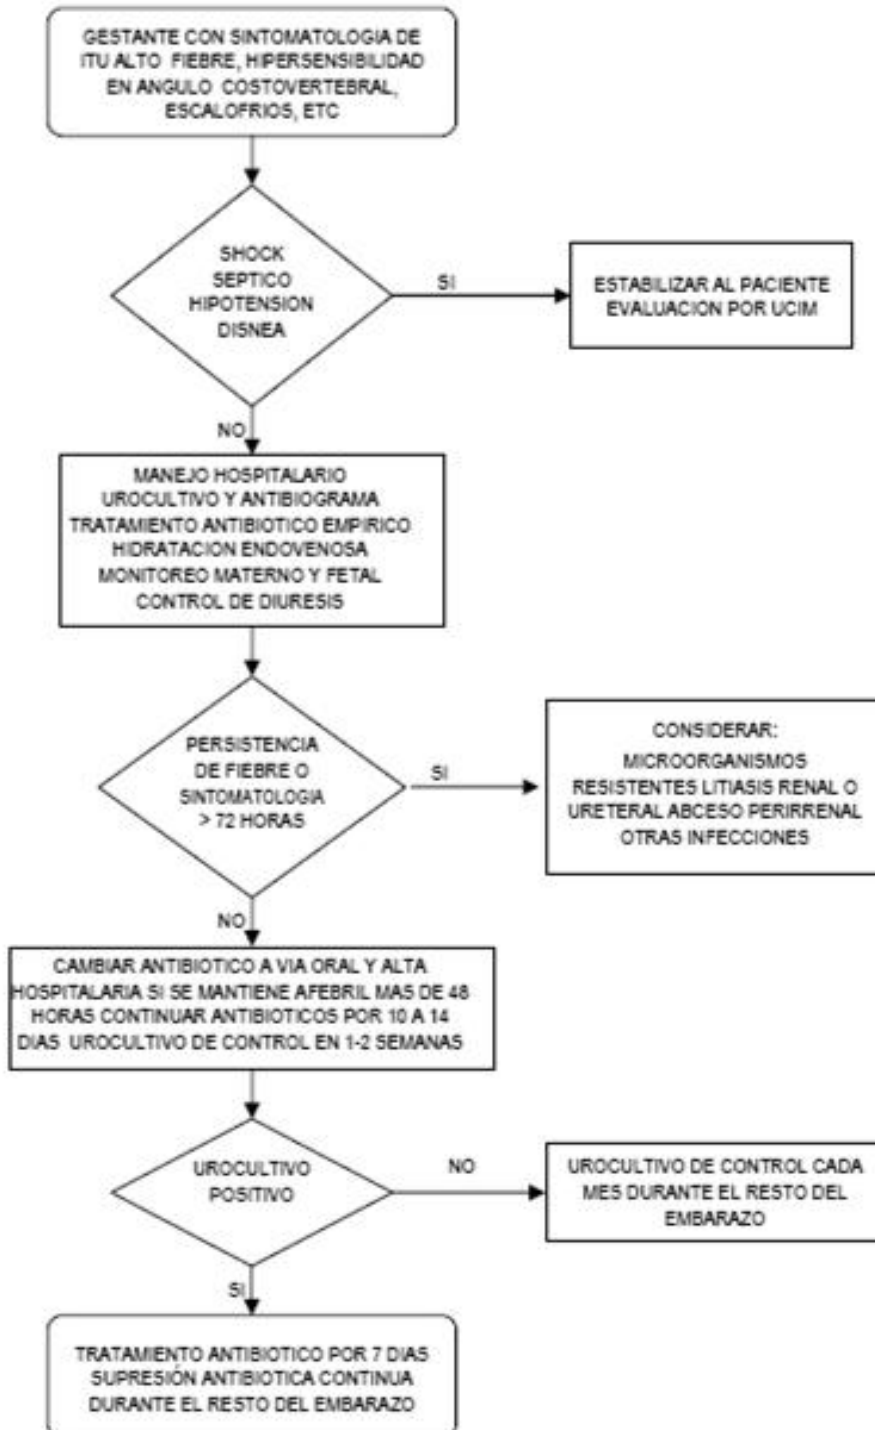 GESTANTE CON SINTOMATOLOGIA DE
ITU ALTO FIEBRE, HIPERSENSIBILIDAD
EN ANGULO COSTOVERTEBRAL,
ESCALOFRIOS, ETC
SHOCK
SEPTICO
HIPOTENSION
DISNEA
SI
ESTABILIZAR AL PACIENTE
EVALUACION POR UCIM
NO
MANEJO HOSPITALARIO
UROCULTIVO Y ANTIBIOGRAMA
TRATAMIENTO ANTIBIOTICO EMPIRICO
HIDRATACION ENDOVENOSA
MONITOREO MATERNO Y FETAL
CONTROL DE DIURESIS
PERSISTENCIA
DE FIEBRE O
SINTOMATOLOGIA
> 72 HORAS
SI
CONSIDERAR:
MICROORGANISMOS
RESISTENTES LITIASIS RENAL O
URETERAL ABCESO PERIRRENAL
OTRAS INFECCIONES
NO
CAMBIAR ANTIBIOTICO A VIA ORAL Y ALTA
HOSPITALARIA SI SE MANTIENE AFEBRIL MAS DE 48
HORAS CONTINUAR ANTIBIOTICOS POR 10 A 14
DIAS UROCULTIVO DE CONTROL EN 1-2 SEMANAS
UROCULTIVO
POSITIVO
NO
UROCULTIVO DE CONTROL CADA
MES DURANTE EL RESTO DEL
EMBARAZO
SI
TRATAMIENTO ANTIBIOTICO POR 7 DIAS
SUPRESIÓN ANTIBIOTICA CONTINUA
DURANTE EL RESTO DEL EMBARAZO